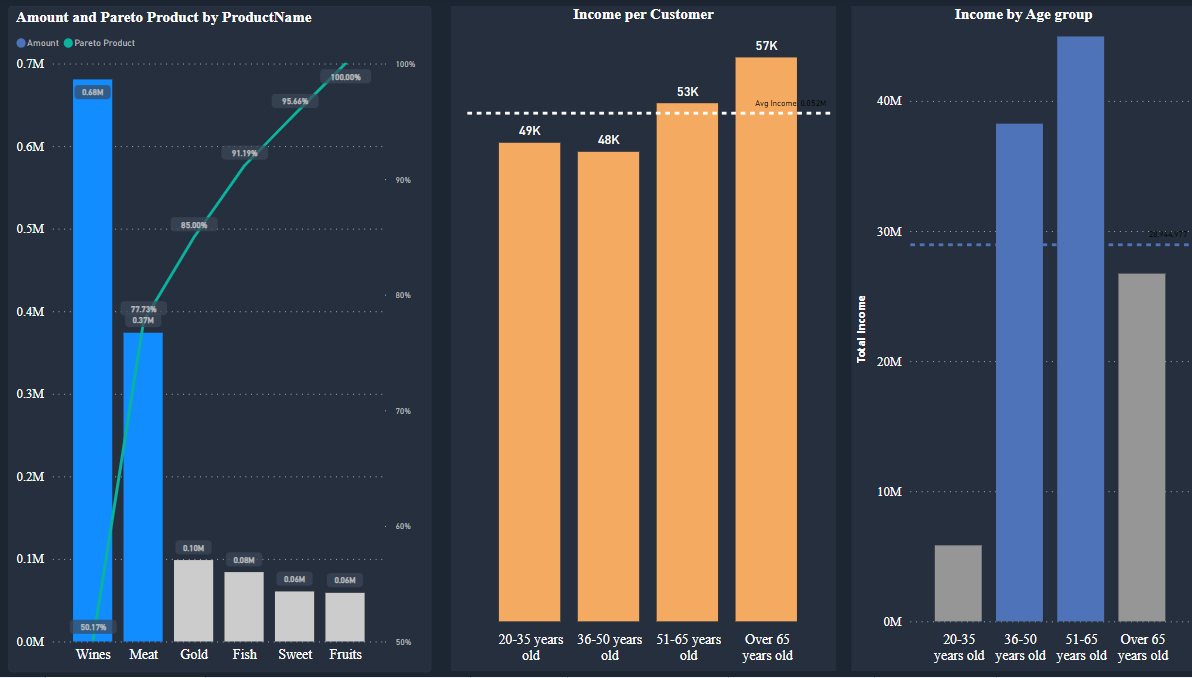 Amount and Pareto Product by ProductName
Amount Pareto Product
0.7M
0.6M
0.5M
0.4M
0.3M
0.2M
0.1M
0.0M
100%
90%
80%
70%
60%
50%
0.68M
0.37M
0.10M
0.08M
0.06M
0.06M
50.17%
77.73%
85.00%
91.19%
95.66%
100.00%
Wines Meat Gold Fish Sweet Fruits
Income per Customer
49K
48K
53K
57K
Avg Income: 0.052M
20-35 years
old
36-50 years
old
51-65 years
old
Over 65
years old
Income by Age group
Total Income
40M
30M
20M
10M
0M
20-35
years old
36-50
years old
51-65
years old
Over 65
years old